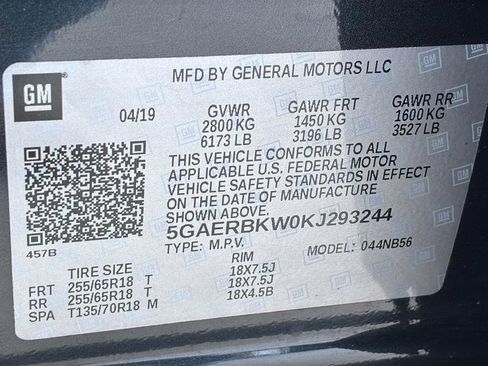 GM
MFD BY GENERAL MOTORS LLC
04/19 GVWR GAWR FRT GAWR RR
2800 KG 1450 KG 1600 KG
6173 LB 3196 LB 3527 LB
THIS VEHICLE CONFORMS TO ALL
APPLICABLE U.S. FEDERAL MOTOR
VEHICLE SAFETY STANDARDS IN EFFECT
ON THE DATE OF MANUFACTURE
5GAERBKW0KJ293244
457B
TYPE: M.P.V. MODEL: 044NB56
TIRE SIZE RIM
FRT 255/65R18 T 18X7.5J
RR 255/65R18 T 18X7.5J
SPA T135/70R18 M 18X4.5B